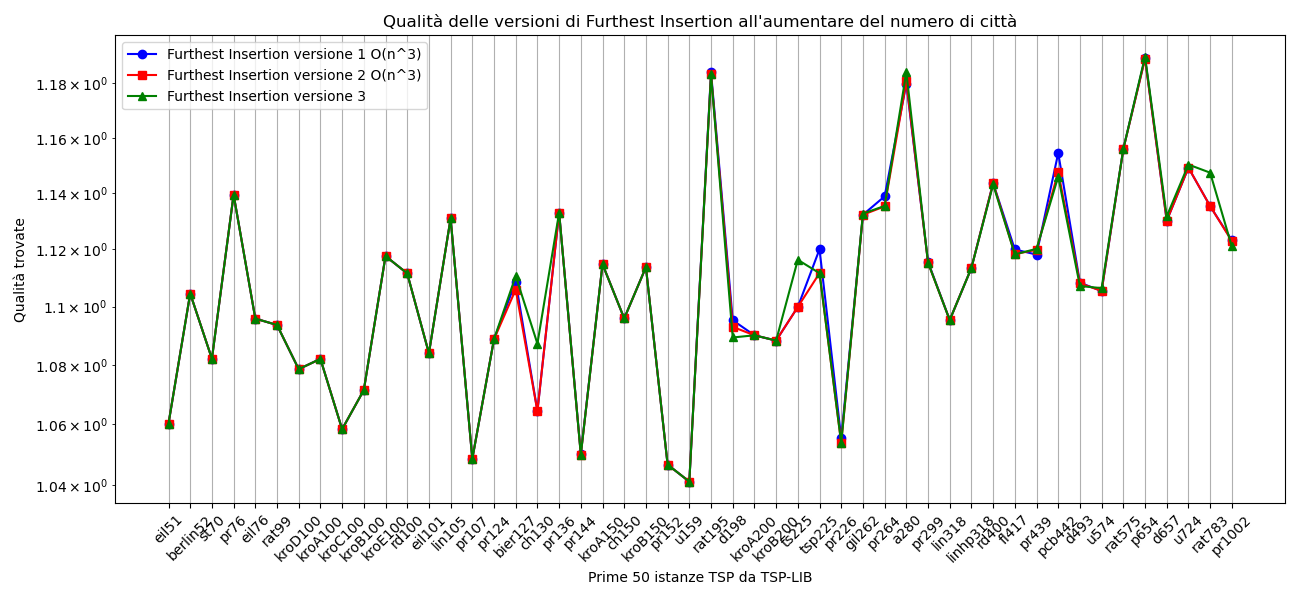 Qualità delle versioni di Furthest Insertion all'aumentare del numero di città
Furthest Insertion versione 1 O(n^3)
Furthest Insertion versione 2 O(n^3)
Furthest Insertion versione 3
1.18 × 10⁰
1.16 × 10⁰
1.14 × 10⁰
1.12 × 10⁰
1.1 × 10⁰
1.08 × 10⁰
1.06 × 10⁰
1.04 × 10⁰
Qualità trovate
eil51
berlin52
st70
pr76
eil76
rat99
kroD100
kroA100
kroC100
kroB100
kroE100
rd100
eil101
lin105
pr107
pr124
bier127
ch130
pr136
pr144
kroA150
ch150
kroB150
pr152
u159
rat195
d198
kroA200
kroB200
ts225
tsp225
pr226
gil262
pr264
a280
pr299
lin318
linhp318
rd400
fl417
pr439
pcb442
d493
u574
rat575
p654
d657
u724
rat783
pr1002
Prime 50 istanze TSP da TSP-LIB